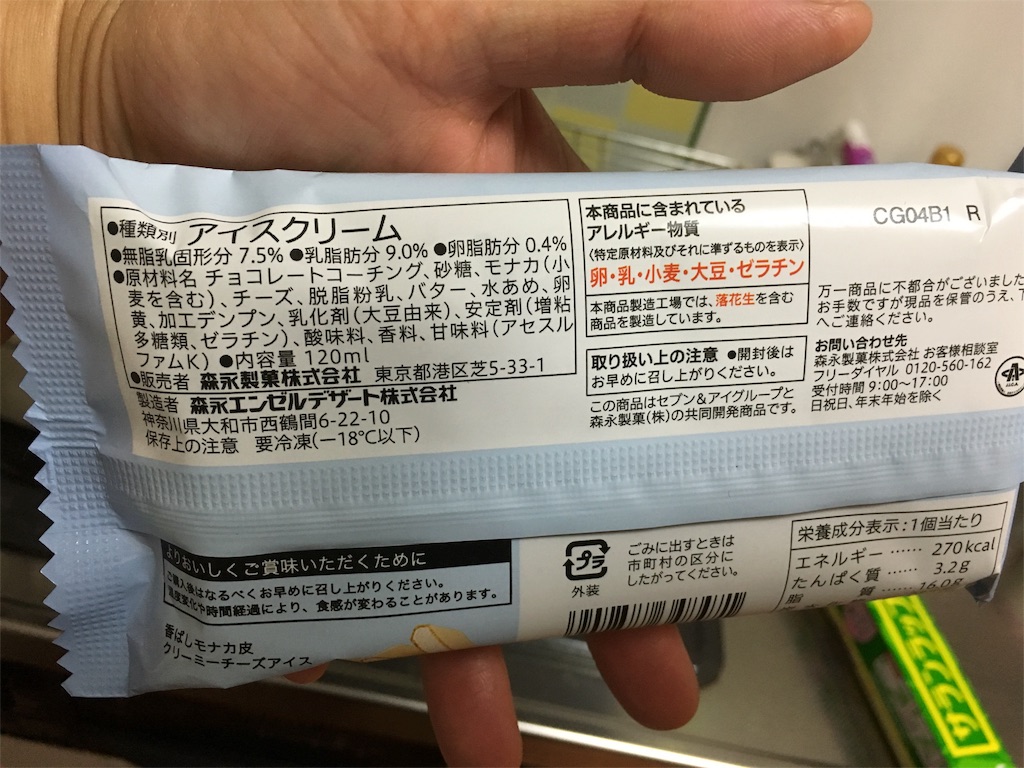 ●種類別 アイスクリーム
●無脂乳固形分 7.5% ●乳脂肪分 9.0% ●卵脂肪分 0.4%
●原材料名 チョコレートコーチング、砂糖、モナカ(小
麦を含む)、チーズ、脱脂粉乳、バター、水あめ、卵
黄、加工デンプン、乳化剤(大豆由来)、安定剤(増粘
多糖類、ゼラチン)、酸味料、香料、甘味料(アセスル
ファムK) ●内容量 120ml
●販売者 森永製菓株式会社 東京都港区芝5-33-1
製造者 森永エンゼルデザート株式会社
神奈川県大和市西鶴間6-22-10
保存上の注意 要冷凍(－18℃以下)
本商品に含まれている
アレルギー物質
〈特定原材料及びそれに準ずるものを表示〉
卵・乳・小麦・大豆・ゼラチン
本商品製造工場では、落花生を含む
商品を製造しています。
取り扱い上の注意 ●開封後は
お早めに召し上がりください。
この商品はセブン&アイグループと
森永製菓(株)の共同開発商品です。
CG04B1 R
万一商品に不都合がございました
お手数ですが現品を保管のうえ、
へご連絡ください。
お問い合わせ先
森永製菓株式会社 お客様相談室
フリーダイヤル 0120-560-162
受付時間 9:00～17:00
日祝日、年末年始を除く
よりおいしくご賞味いただくために
ご購入後はなるべくお早めに召し上がりください。
温度変化や時間経過により、食感が変わることがあります。
香ばしモナカ皮
クリーミーチーズアイス
プラ
外装
ごみに出すときは
市町村の区分に
したがってください。
栄養成分表示:1個当たり
エネルギー …… 270kcal
たんぱく質 …… 3.2g
脂 質 …… 16.0g